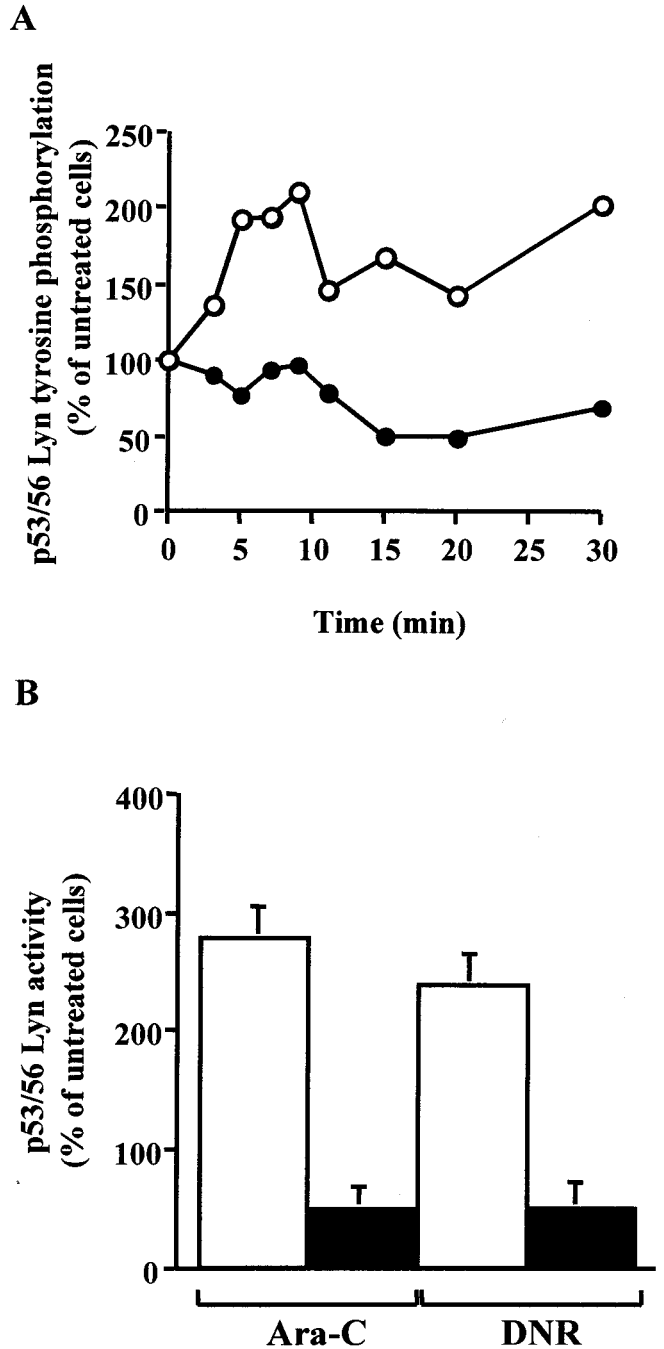 A
p53/56 Lyn tyrosine phosphorylation
(% of untreated cells)
250
200
150
100
50
0
0 5 10 15 20 25 30
Time (min)
B
p53/56 Lyn activity
(% of untreated cells)
400
300
200
100
0
Ara-C DNR